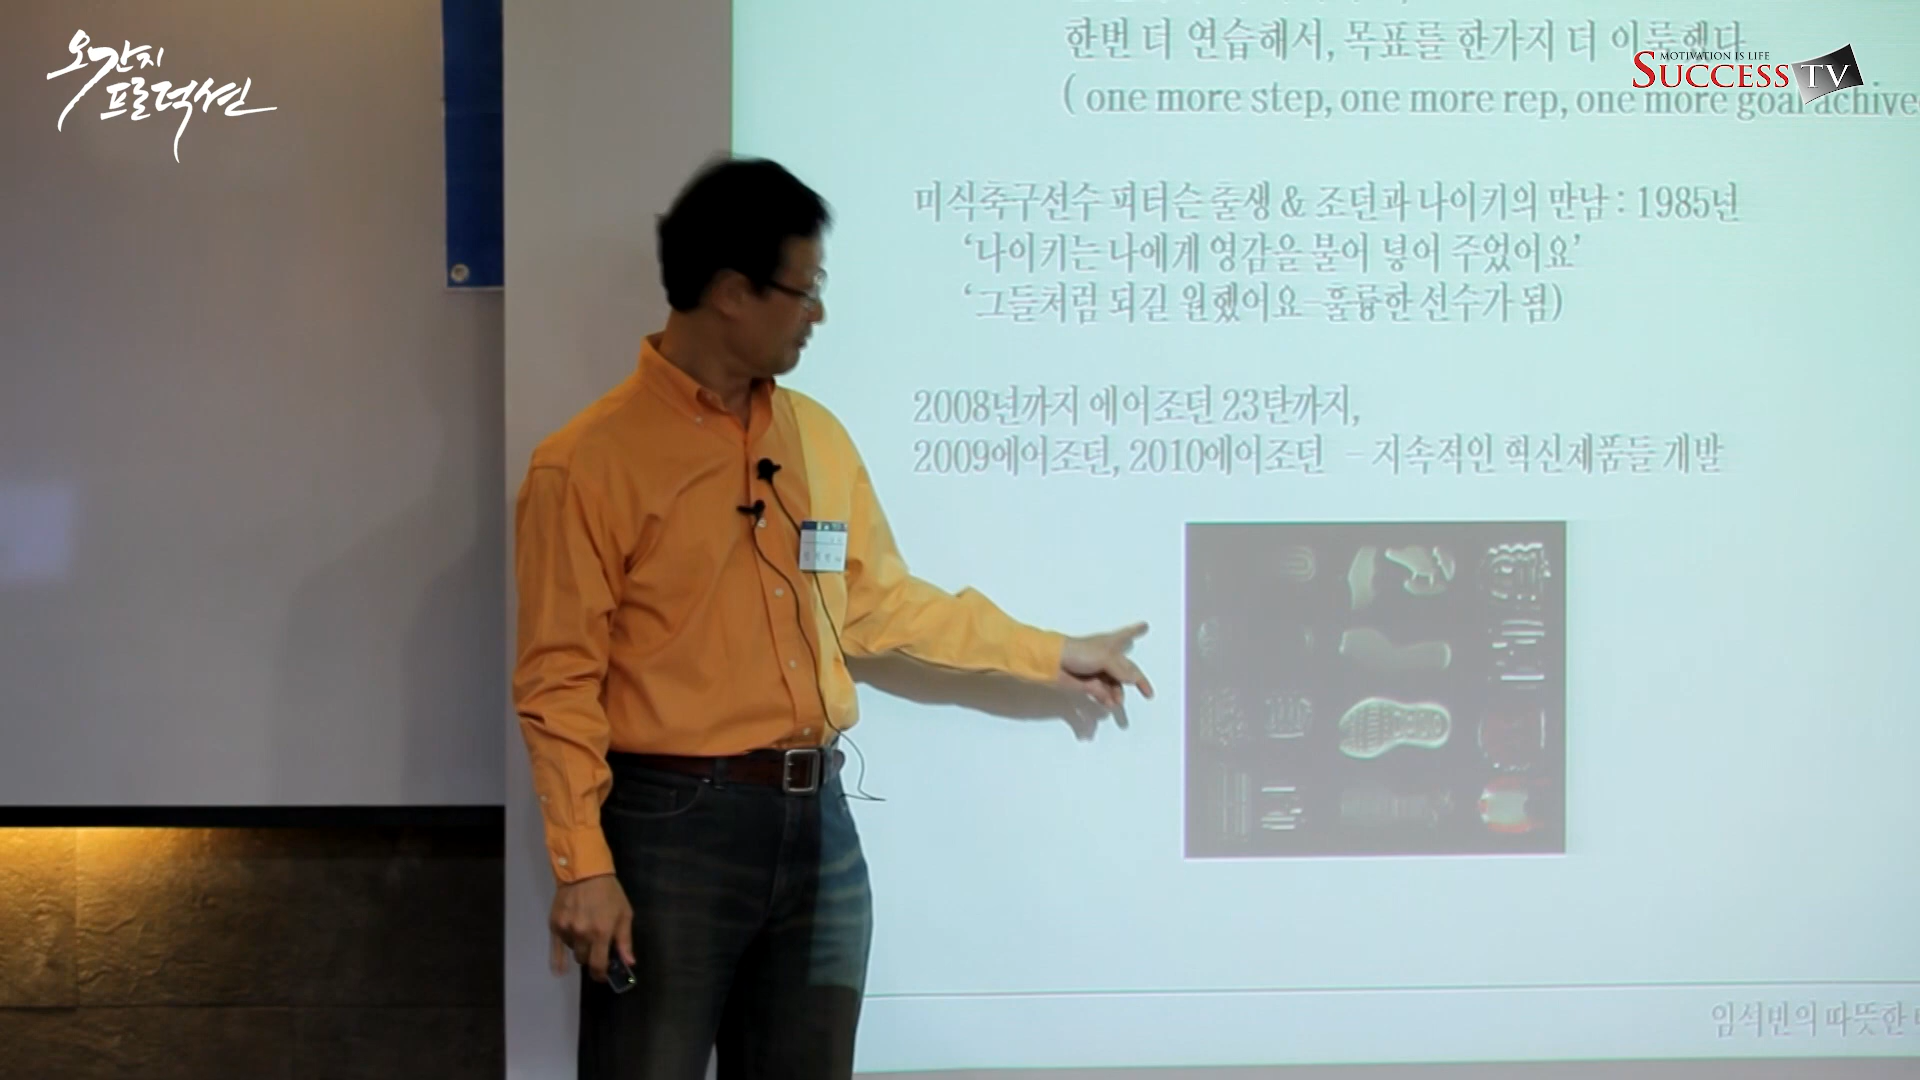 오간지
프로덕션
MOTIVATION IS LIFE
SUCCESS TV
한번 더 연습해서, 목표를 한가지 더 이룩했다
( one more step, one more rep, one more goal achive
미식축구선수 피터슨 출생 & 조던과 나이키의 만남 : 1985년
‘나이키는 나에게 영감을 불어 넣어 주었어요’
‘그들처럼 되길 원했어요-훌륭한 선수가 됨)
2008년까지 에어조던 23탄까지,
2009에어조던, 2010에어조던 – 지속적인 혁신제품들 개발
임석빈의 따뜻한